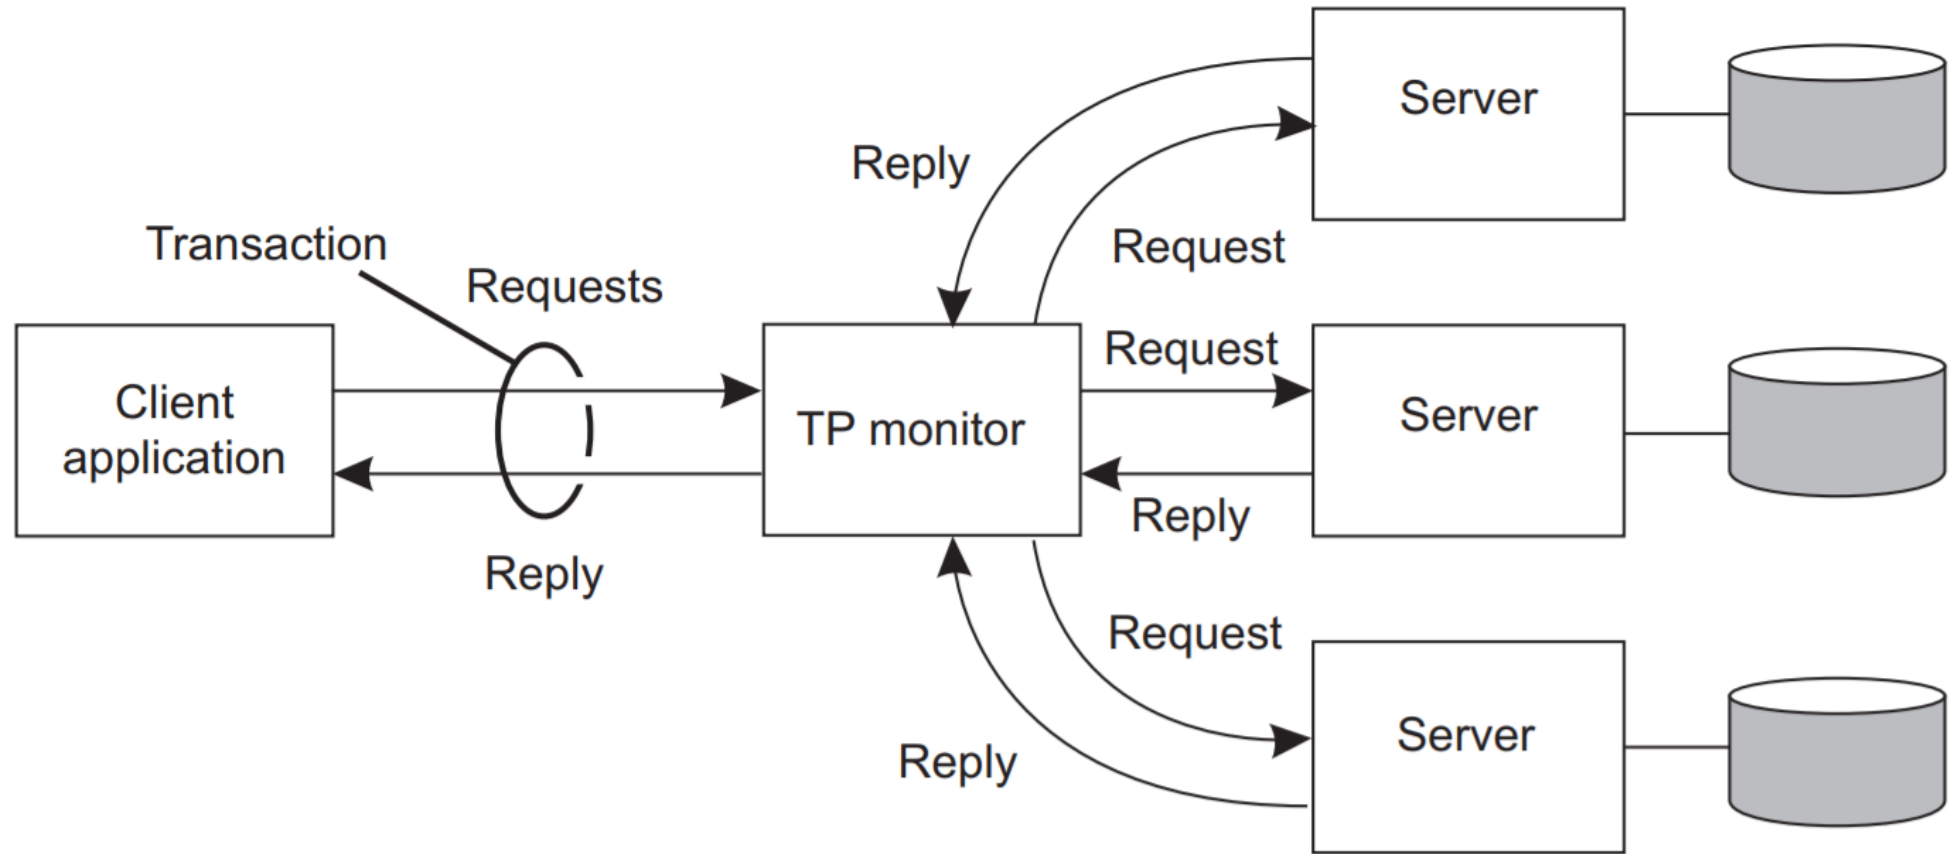 Server
Reply
Transaction
Request
Requests
Request
Client
application
TP monitor
Server
Reply
Reply
Request
Server
Reply